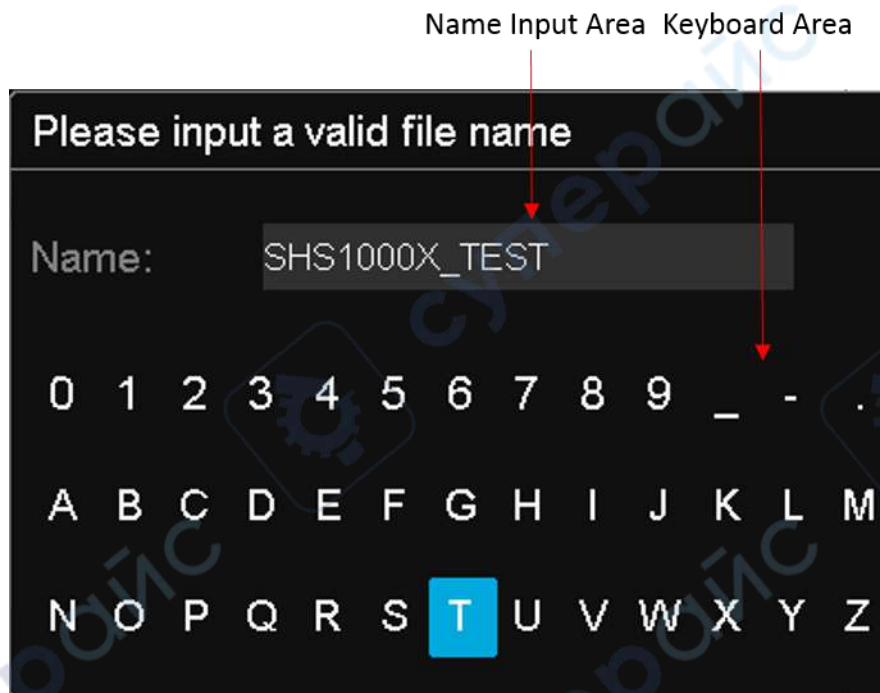 Name Input Area Keyboard Area
Please input a valid file name
Name: SHS1000X_TEST
0 1 2 3 4 5 6 7 8 9 _ - .
A B C D E F G H I J K L M
N O P Q R S T U V W X Y Z
суперайс